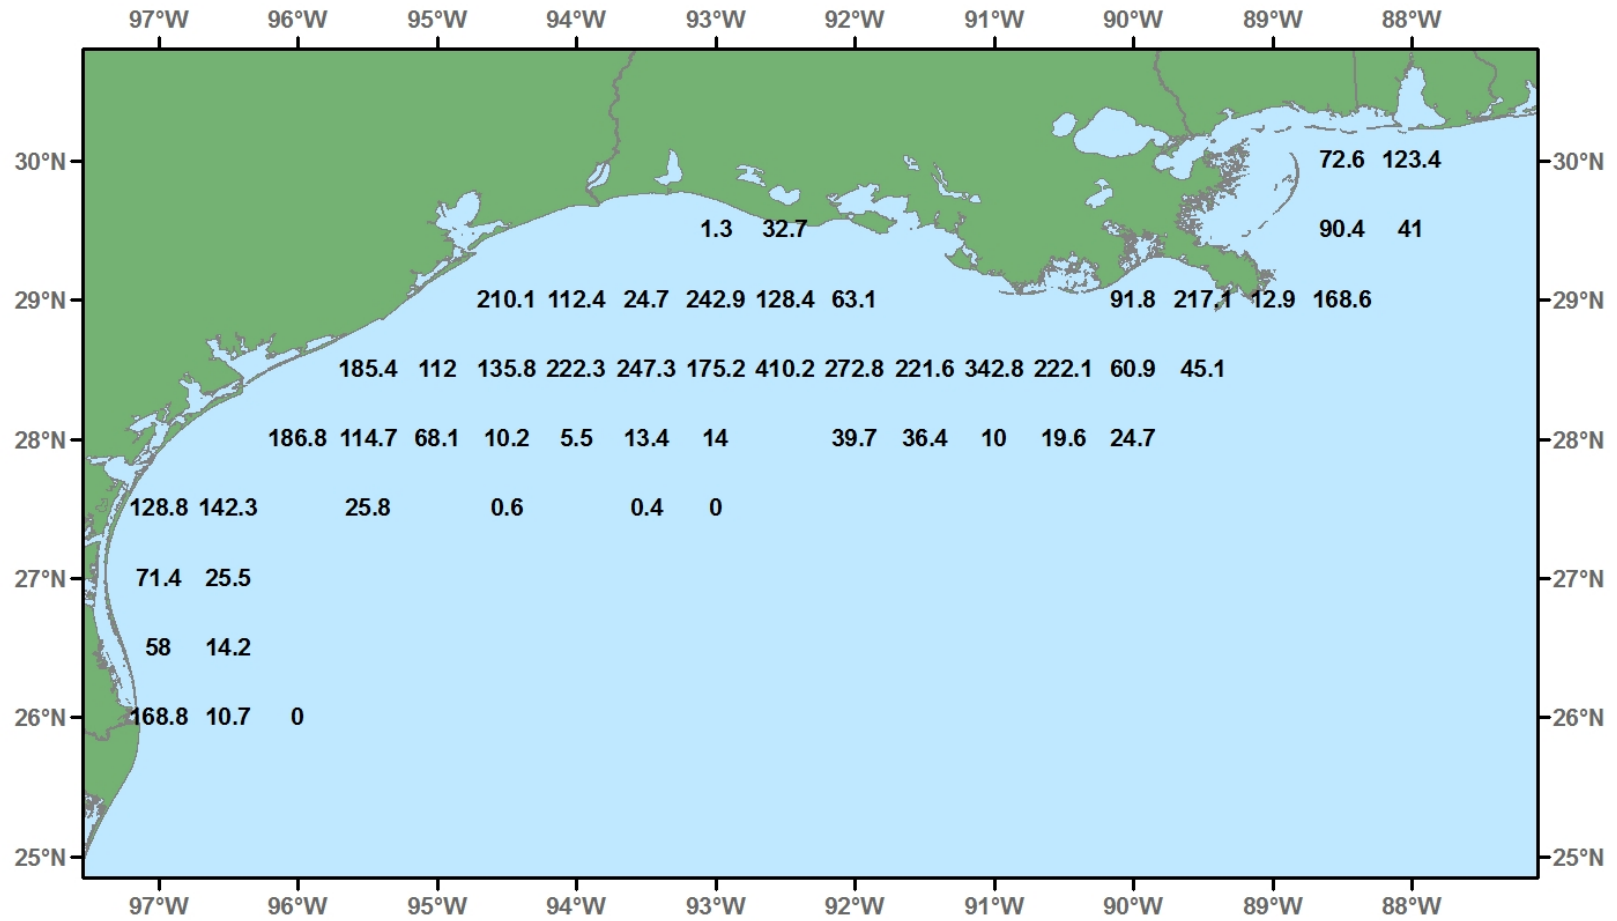 97°W 96°W 95°W 94°W 93°W 92°W 91°W 90°W 89°W 88°W
30°N 72.6 123.4 30°N
1.3 32.7 90.4 41
29°N 210.1 112.4 24.7 242.9 128.4 63.1 91.8 217.1 12.9 168.6 29°N
185.4 112 135.8 222.3 247.3 175.2 410.2 272.8 221.6 342.8 222.1 60.9 45.1
28°N 186.8 114.7 68.1 10.2 5.5 13.4 14 39.7 36.4 10 19.6 24.7 28°N
128.8 142.3 25.8 0.6 0.4 0
27°N 71.4 25.5 27°N
58 14.2
26°N 168.8 10.7 0 26°N
25°N 25°N
97°W 96°W 95°W 94°W 93°W 92°W 91°W 90°W 89°W 88°W